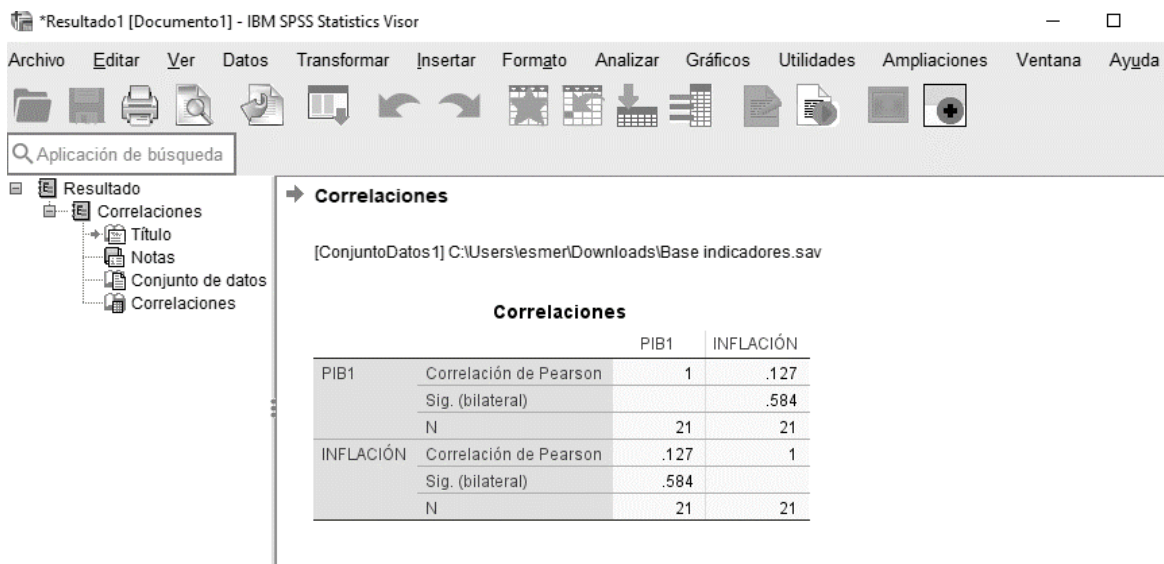 *Resultado1 [Documento1] - IBM SPSS Statistics Visor
Archivo Editar Ver Datos Transformar Insertar Formato Analizar Gráficos Utilidades Ampliaciones Ventana Ayuda
Aplicación de búsqueda
Resultado
Correlaciones
Título
Notas
Conjunto de datos
Correlaciones
Correlaciones
[ConjuntoDatos1] C:\Users\esmer\Downloads\Base indicadores.sav
Correlaciones
PIB1 INFLACIÓN
PIB1 Correlación de Pearson 1 .127
Sig. (bilateral) .584
N 21 21
INFLACIÓN Correlación de Pearson .127 1
Sig. (bilateral) .584
N 21 21